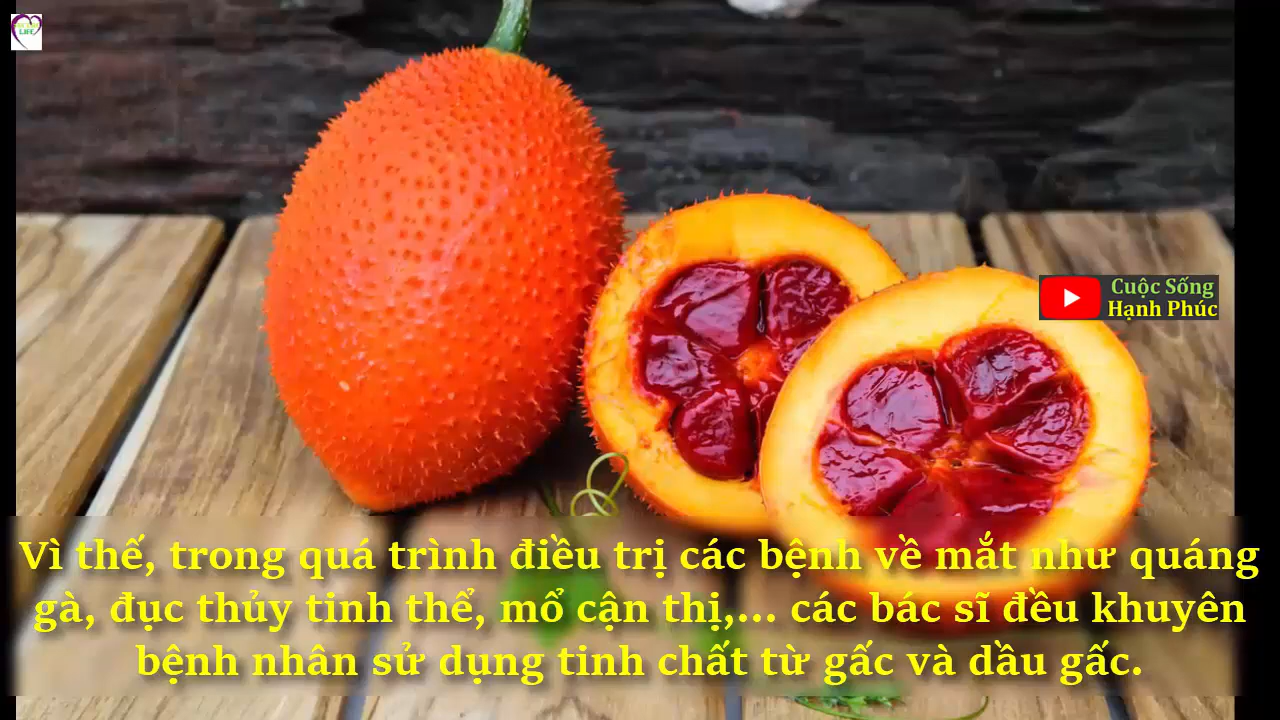 LIFE
Cuộc Sống
Hạnh Phúc
Vì thế, trong quá trình điều trị các bệnh về mắt như quáng
gà, đục thủy tinh thể, mổ cận thị,... các bác sĩ đều khuyên
bệnh nhân sử dụng tinh chất từ gấc và dầu gấc.